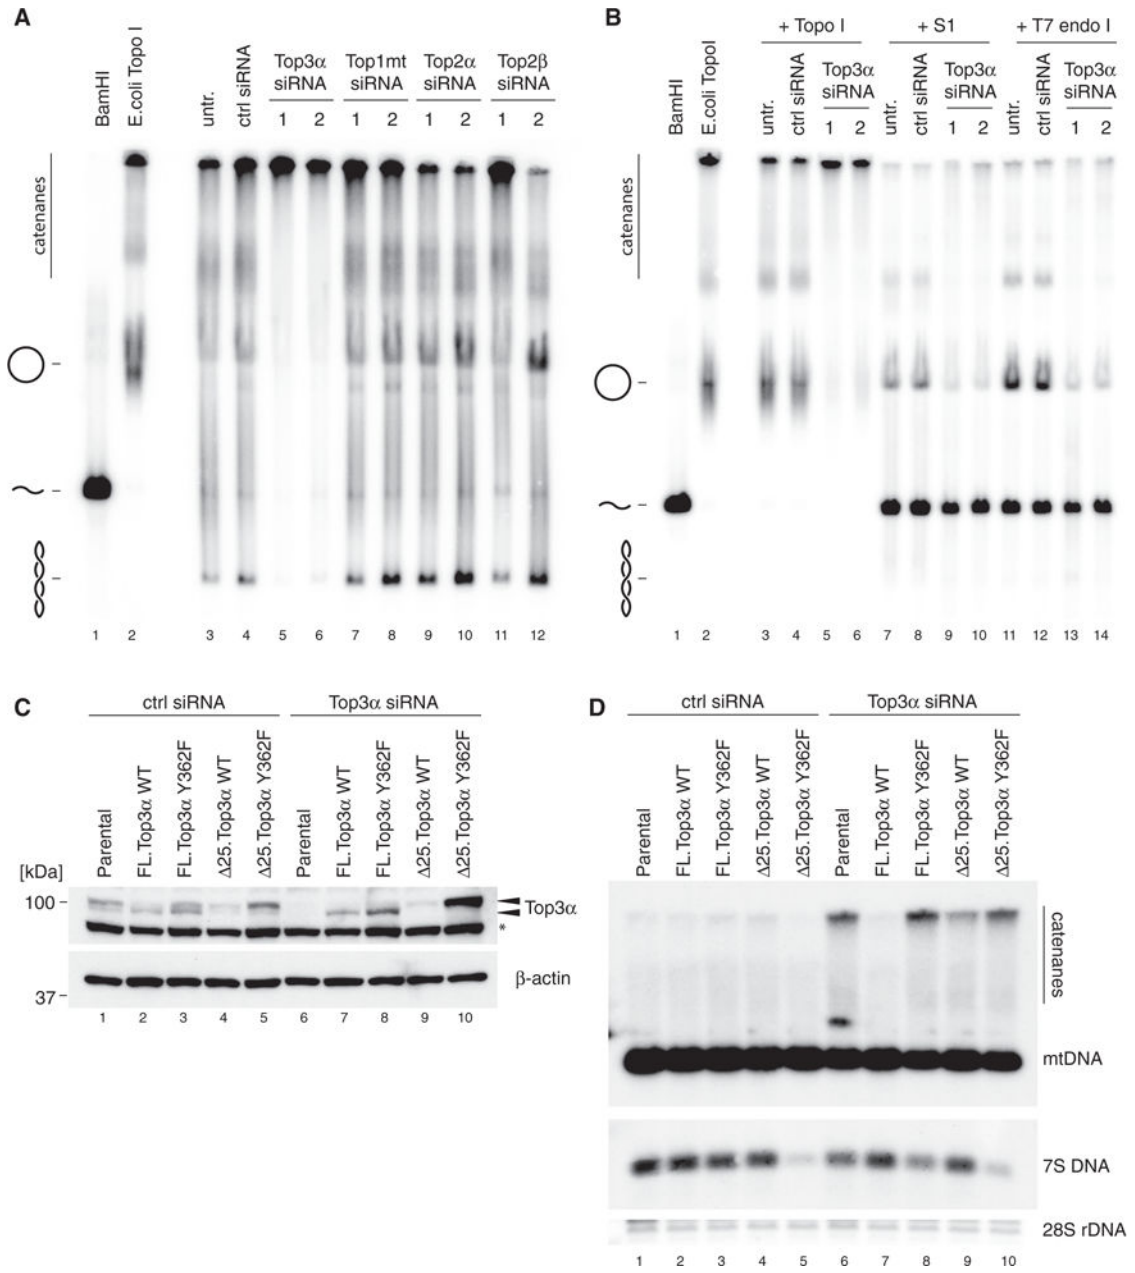 A
BamHI
E.coli Topo I
untr.
ctrl siRNA
Top3α siRNA
1 2
Top1mt siRNA
1 2
Top2α siRNA
1 2
Top2β siRNA
1 2
catenanes
1 2 3 4 5 6 7 8 9 10 11 12
B
+ Topo I
+ S1
+ T7 endo I
BamHI
E.coli TopoI
untr.
ctrl siRNA
Top3α siRNA
1 2
untr.
ctrl siRNA
Top3α siRNA
1 2
untr.
ctrl siRNA
Top3α siRNA
1 2
catenanes
1 2 3 4 5 6 7 8 9 10 11 12 13 14
C
ctrl siRNA
Top3α siRNA
Parental
FL.Top3α WT
FL.Top3α Y362F
Δ25.Top3α WT
Δ25.Top3α Y362F
Parental
FL.Top3α WT
FL.Top3α Y362F
Δ25.Top3α WT
Δ25.Top3α Y362F
[kDa]
100
Top3α
*
β-actin
37
1 2 3 4 5 6 7 8 9 10
D
ctrl siRNA
Top3α siRNA
Parental
FL.Top3α WT
FL.Top3α Y362F
Δ25.Top3α WT
Δ25.Top3α Y362F
Parental
FL.Top3α WT
FL.Top3α Y362F
Δ25.Top3α WT
Δ25.Top3α Y362F
catenanes
mtDNA
7S DNA
28S rDNA
1 2 3 4 5 6 7 8 9 10